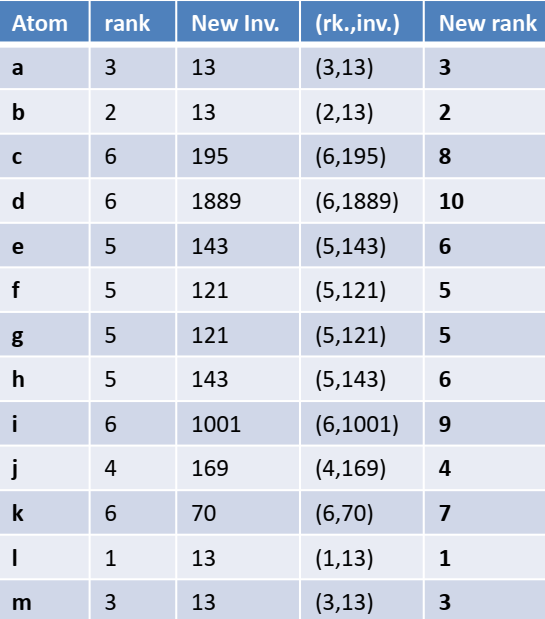 Atom rank New Inv. (rk.,inv.) New rank
a 3 13 (3,13) 3
b 2 13 (2,13) 2
c 6 195 (6,195) 8
d 6 1889 (6,1889) 10
e 5 143 (5,143) 6
f 5 121 (5,121) 5
g 5 121 (5,121) 5
h 5 143 (5,143) 6
i 6 1001 (6,1001) 9
j 4 169 (4,169) 4
k 6 70 (6,70) 7
l 1 13 (1,13) 1
m 3 13 (3,13) 3